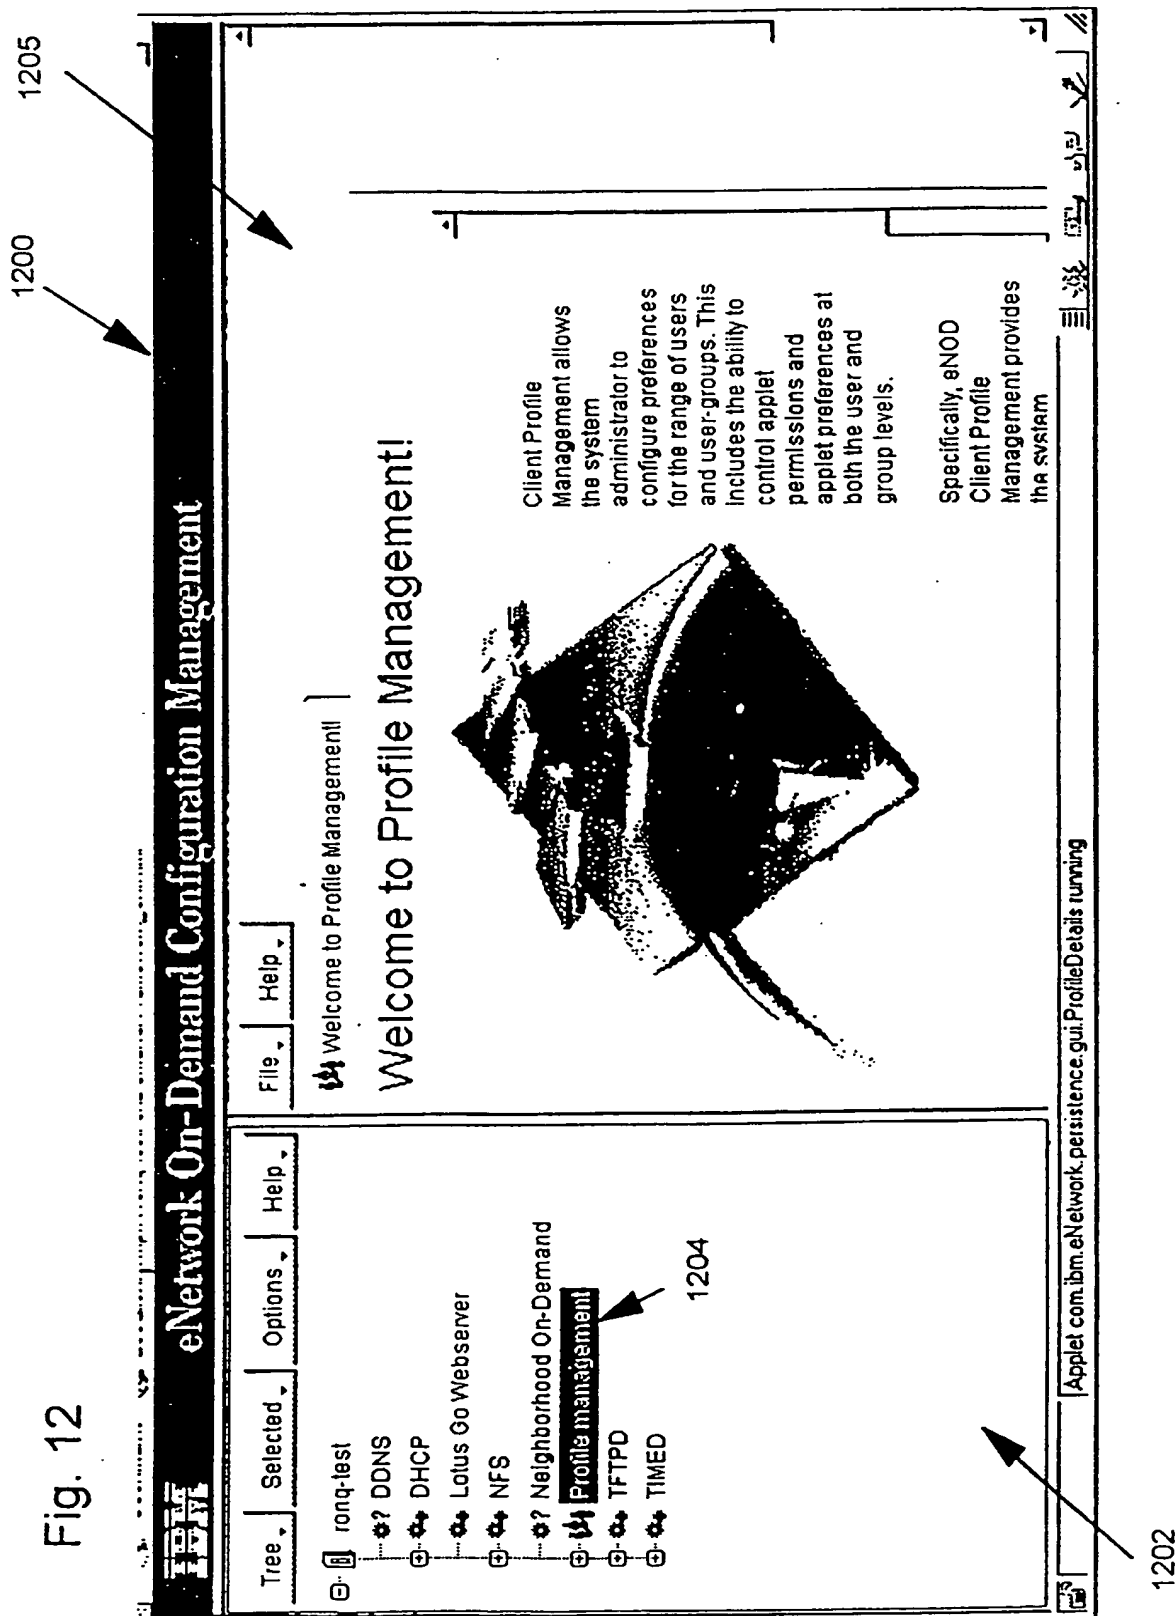 Fig. 12
1200
1205
IBM
eNetwork On-Demand Configuration Management
Tree
Selected
Options
Help
ronq-test
? DDNS
DHCP
Lotus Go Webserver
NFS
? Neighborhood On-Demand
Profile management
TFTPD
TIMED
1204
1202
File
Help
Welcome to Profile Management!
Welcome to Profile Management!
Client Profile
Management allows
the system
administrator to
configure preferences
for the range of users
and user-groups. This
includes the ability to
control applet
permissions and
applet preferences at
both the user and
group levels.
Specifically, eNOD
Client Profile
Management provides
the system
Applet com.ibm.eNetwork.persistence.gui.ProfileDetails running